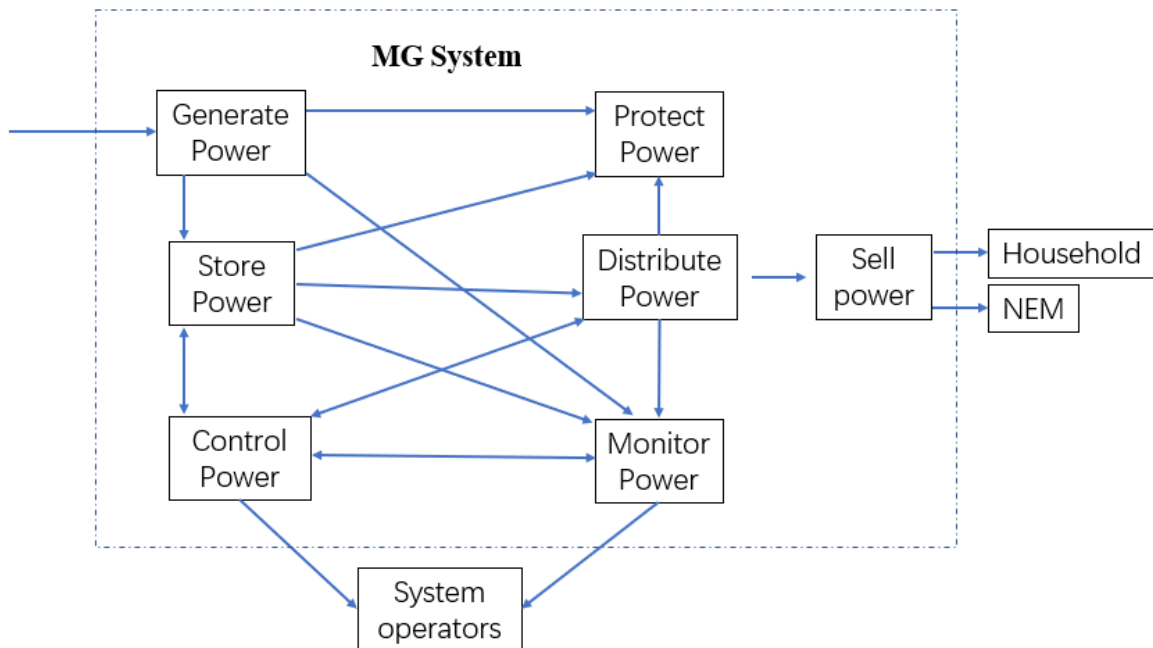 MG System
Generate
Power
Protect
Power
Store
Power
Distribute
Power
Sell
power
Household
NEM
Control
Power
Monitor
Power
System
operators